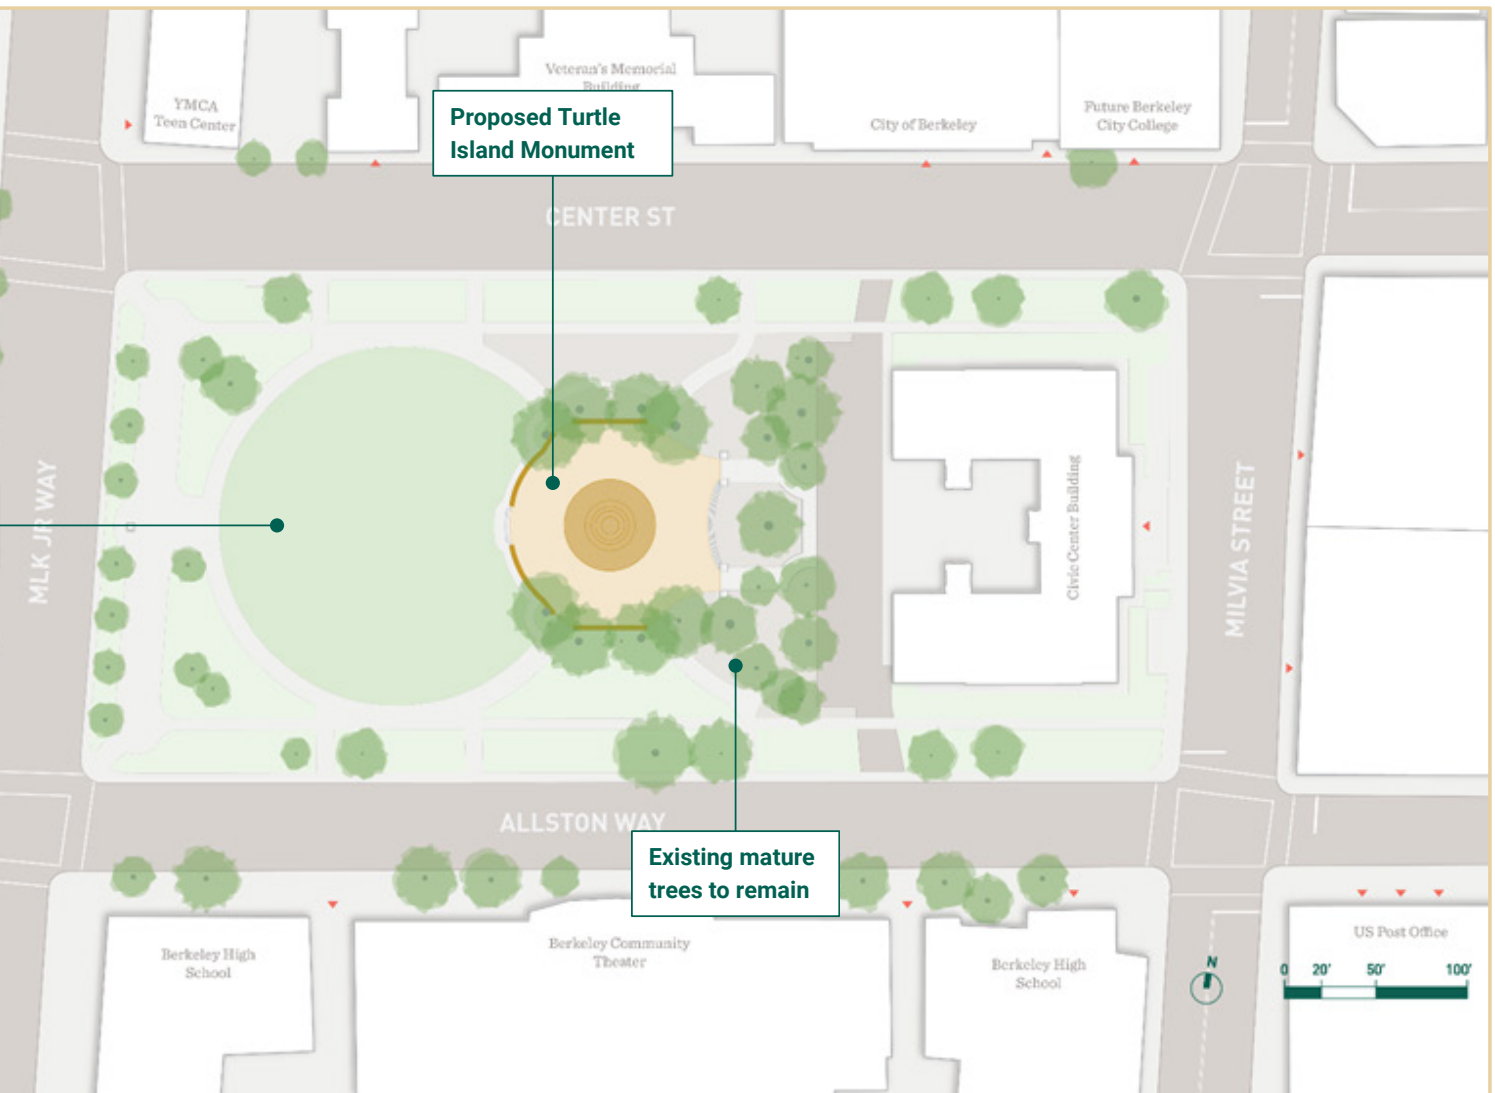 Veteran's Memorial
Building
YMCA
Teen Center
Proposed Turtle
Island Monument
City of Berkeley
Future Berkeley
City College
CENTER ST
MLK JR WAY
Civic Center Building
MILVIA STREET
ALLSTON WAY
Existing mature
trees to remain
Berkeley High
School
Berkeley Community
Theater
Berkeley High
School
US Post Office
N
0 20' 50' 100'